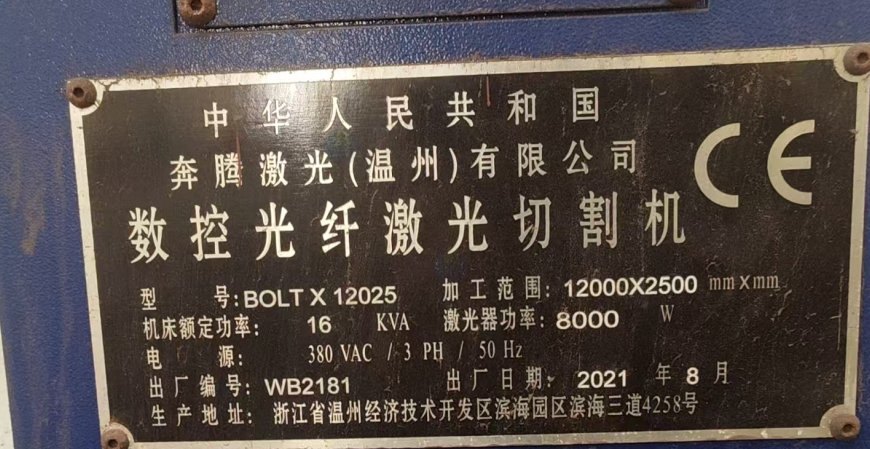 中华人民共和国
奔腾激光(温州)有限公司
CE
数控光纤激光切割机
型 号: BOLT X 12025 加工范围: 12000X2500 mm X mm
机床额定功率: 16 KVA 激光器功率: 8000 W
电 源: 380 VAC / 3 PH / 50 Hz
出厂编号: WB2181 出厂日期: 2021 年 8 月
生产地址: 浙江省温州经济技术开发区滨海园区滨海三道4258号